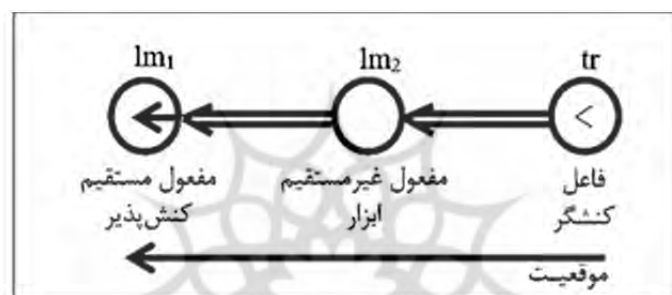 tr lm₂ lm₁
<
فاعل مفعول غیرمستقیم مفعول مستقیم
کنشگر ابزار کنش‌پذیر
موقعیت